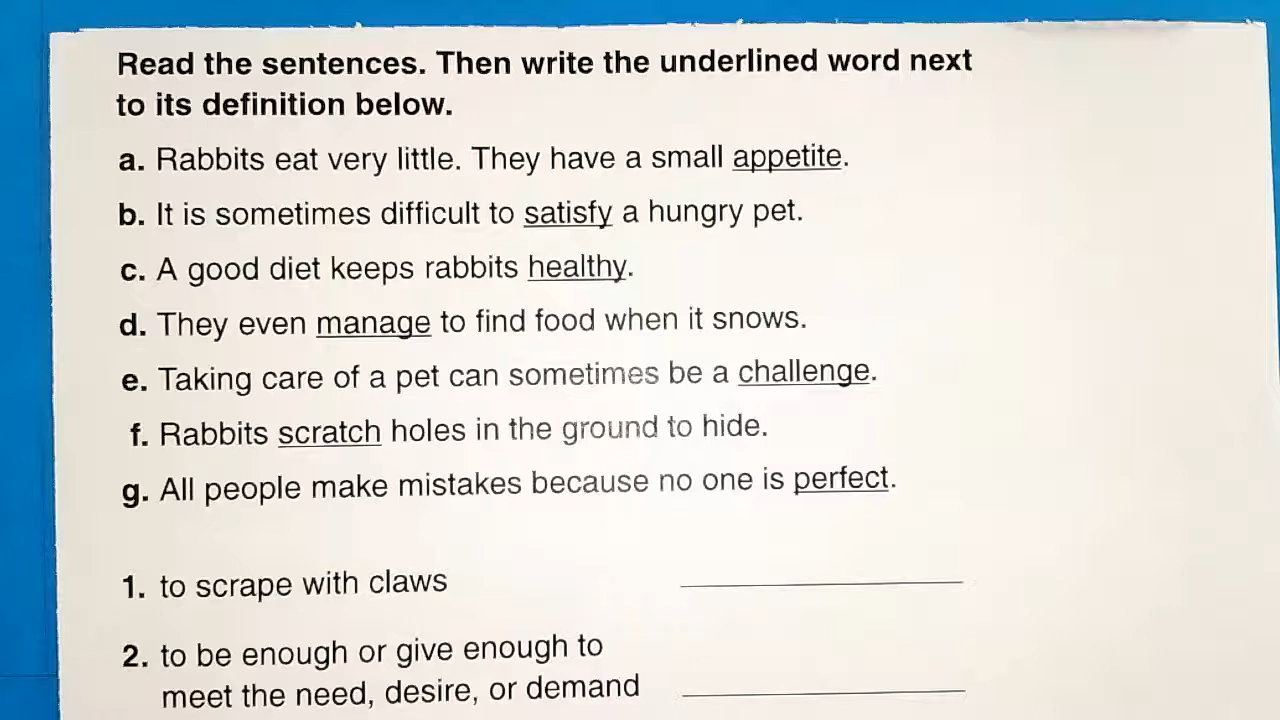 Read the sentences. Then write the underlined word next
to its definition below.
a. Rabbits eat very little. They have a small appetite.
b. It is sometimes difficult to satisfy a hungry pet.
c. A good diet keeps rabbits healthy.
d. They even manage to find food when it snows.
e. Taking care of a pet can sometimes be a challenge.
f. Rabbits scratch holes in the ground to hide.
g. All people make mistakes because no one is perfect.
1. to scrape with claws
2. to be enough or give enough to
meet the need, desire, or demand